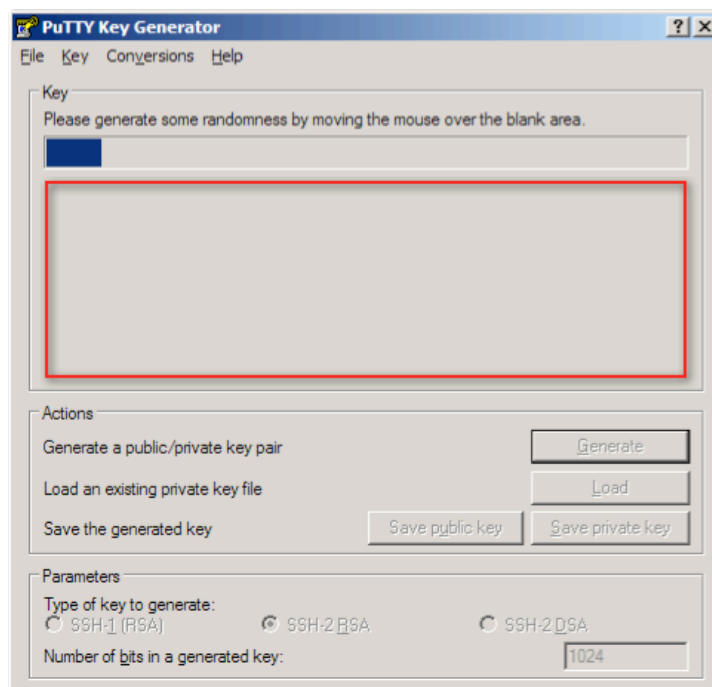 PuTTY Key Generator
File Key Conversions Help
Key
Please generate some randomness by moving the mouse over the blank area.
Actions
Generate a public/private key pair
Generate
Load an existing private key file
Load
Save the generated key
Save public key
Save private key
Parameters
Type of key to generate:
SSH-1 (RSA)
SSH-2 RSA
SSH-2 DSA
Number of bits in a generated key:
1024